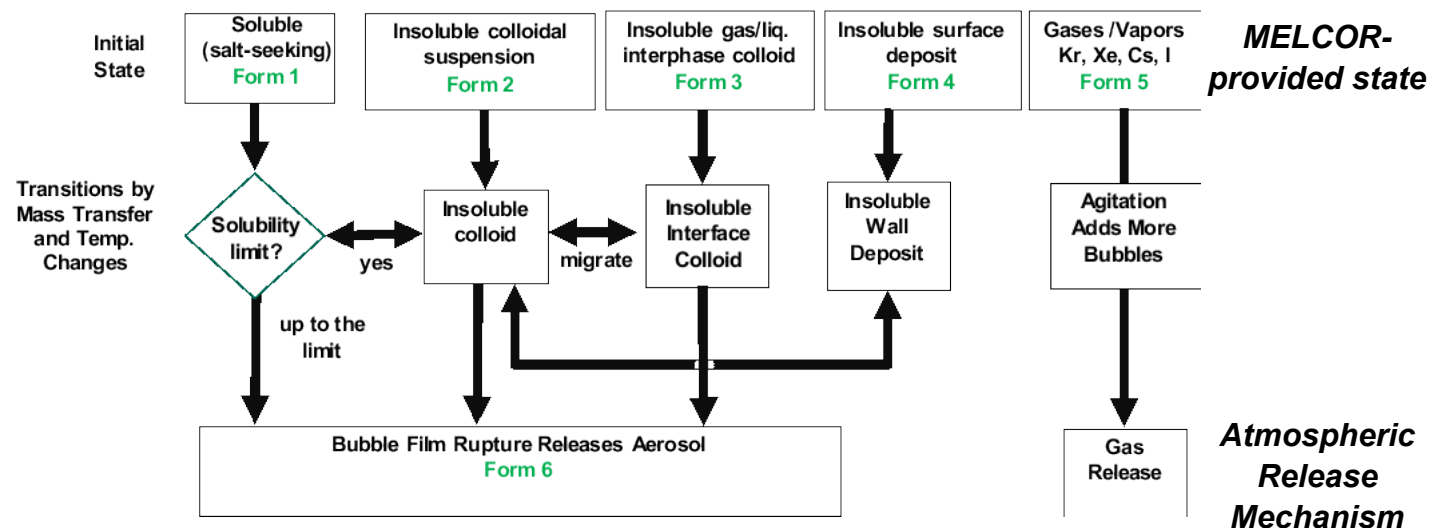 Initial
State
Soluble
(salt-seeking)
Form 1
Insoluble colloidal
suspension
Form 2
Insoluble gas/liq.
interphase colloid
Form 3
Insoluble surface
deposit
Form 4
Gases /Vapors
Kr, Xe, Cs, I
Form 5
MELCOR-
provided state
Transitions by
Mass Transfer
and Temp.
Changes
Solubility
limit?
yes
Insoluble
colloid
migrate
Insoluble
Interface
Colloid
Insoluble
Wall
Deposit
Agitation
Adds More
Bubbles
up to the
limit
Bubble Film Rupture Releases Aerosol
Form 6
Gas
Release
Atmospheric
Release
Mechanism